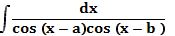 ∫ dx / cos (x − a)cos (x − b )